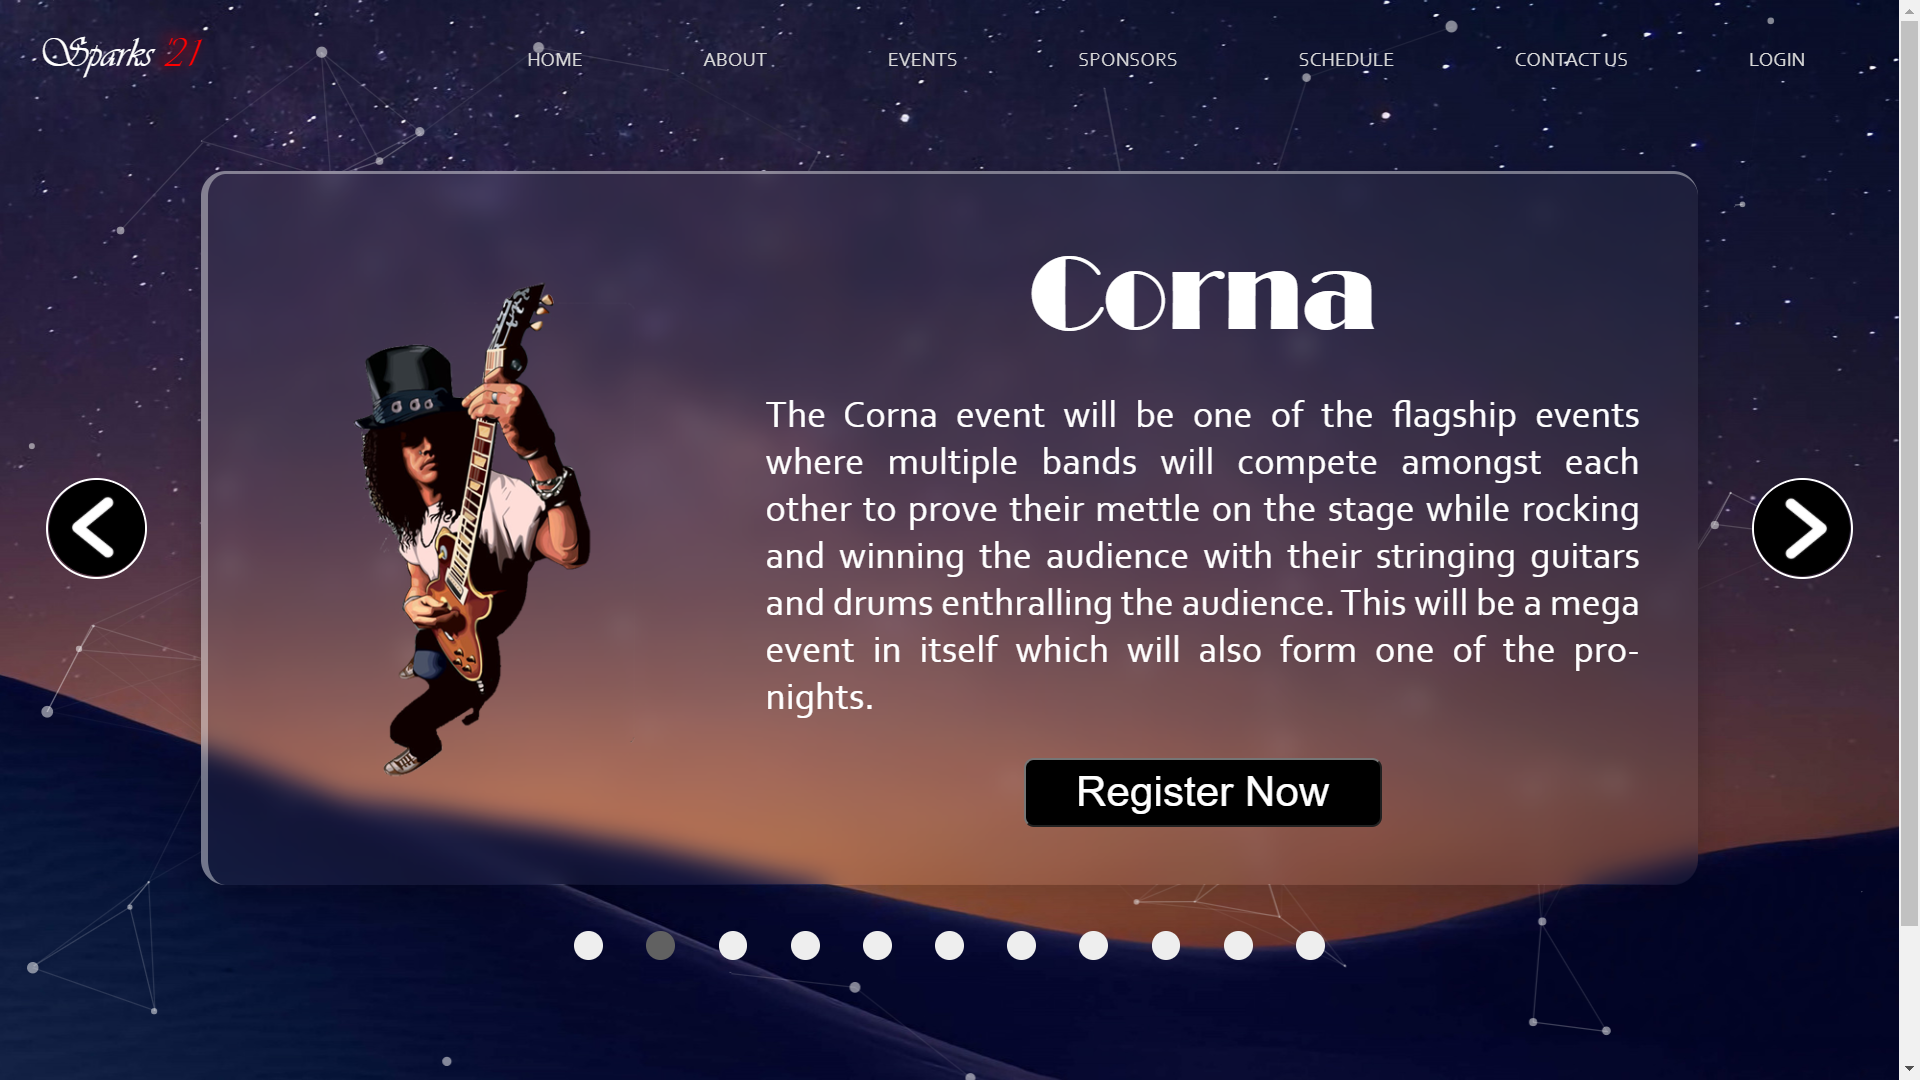 Sparks '21
HOME ABOUT EVENTS SPONSORS SCHEDULE CONTACT US LOGIN
Corna
The Corna event will be one of the flagship events
where multiple bands will compete amongst each
other to prove their mettle on the stage while rocking
and winning the audience with their stringing guitars
and drums enthralling the audience. This will be a mega
event in itself which will also form one of the pro-
nights.
Register Now